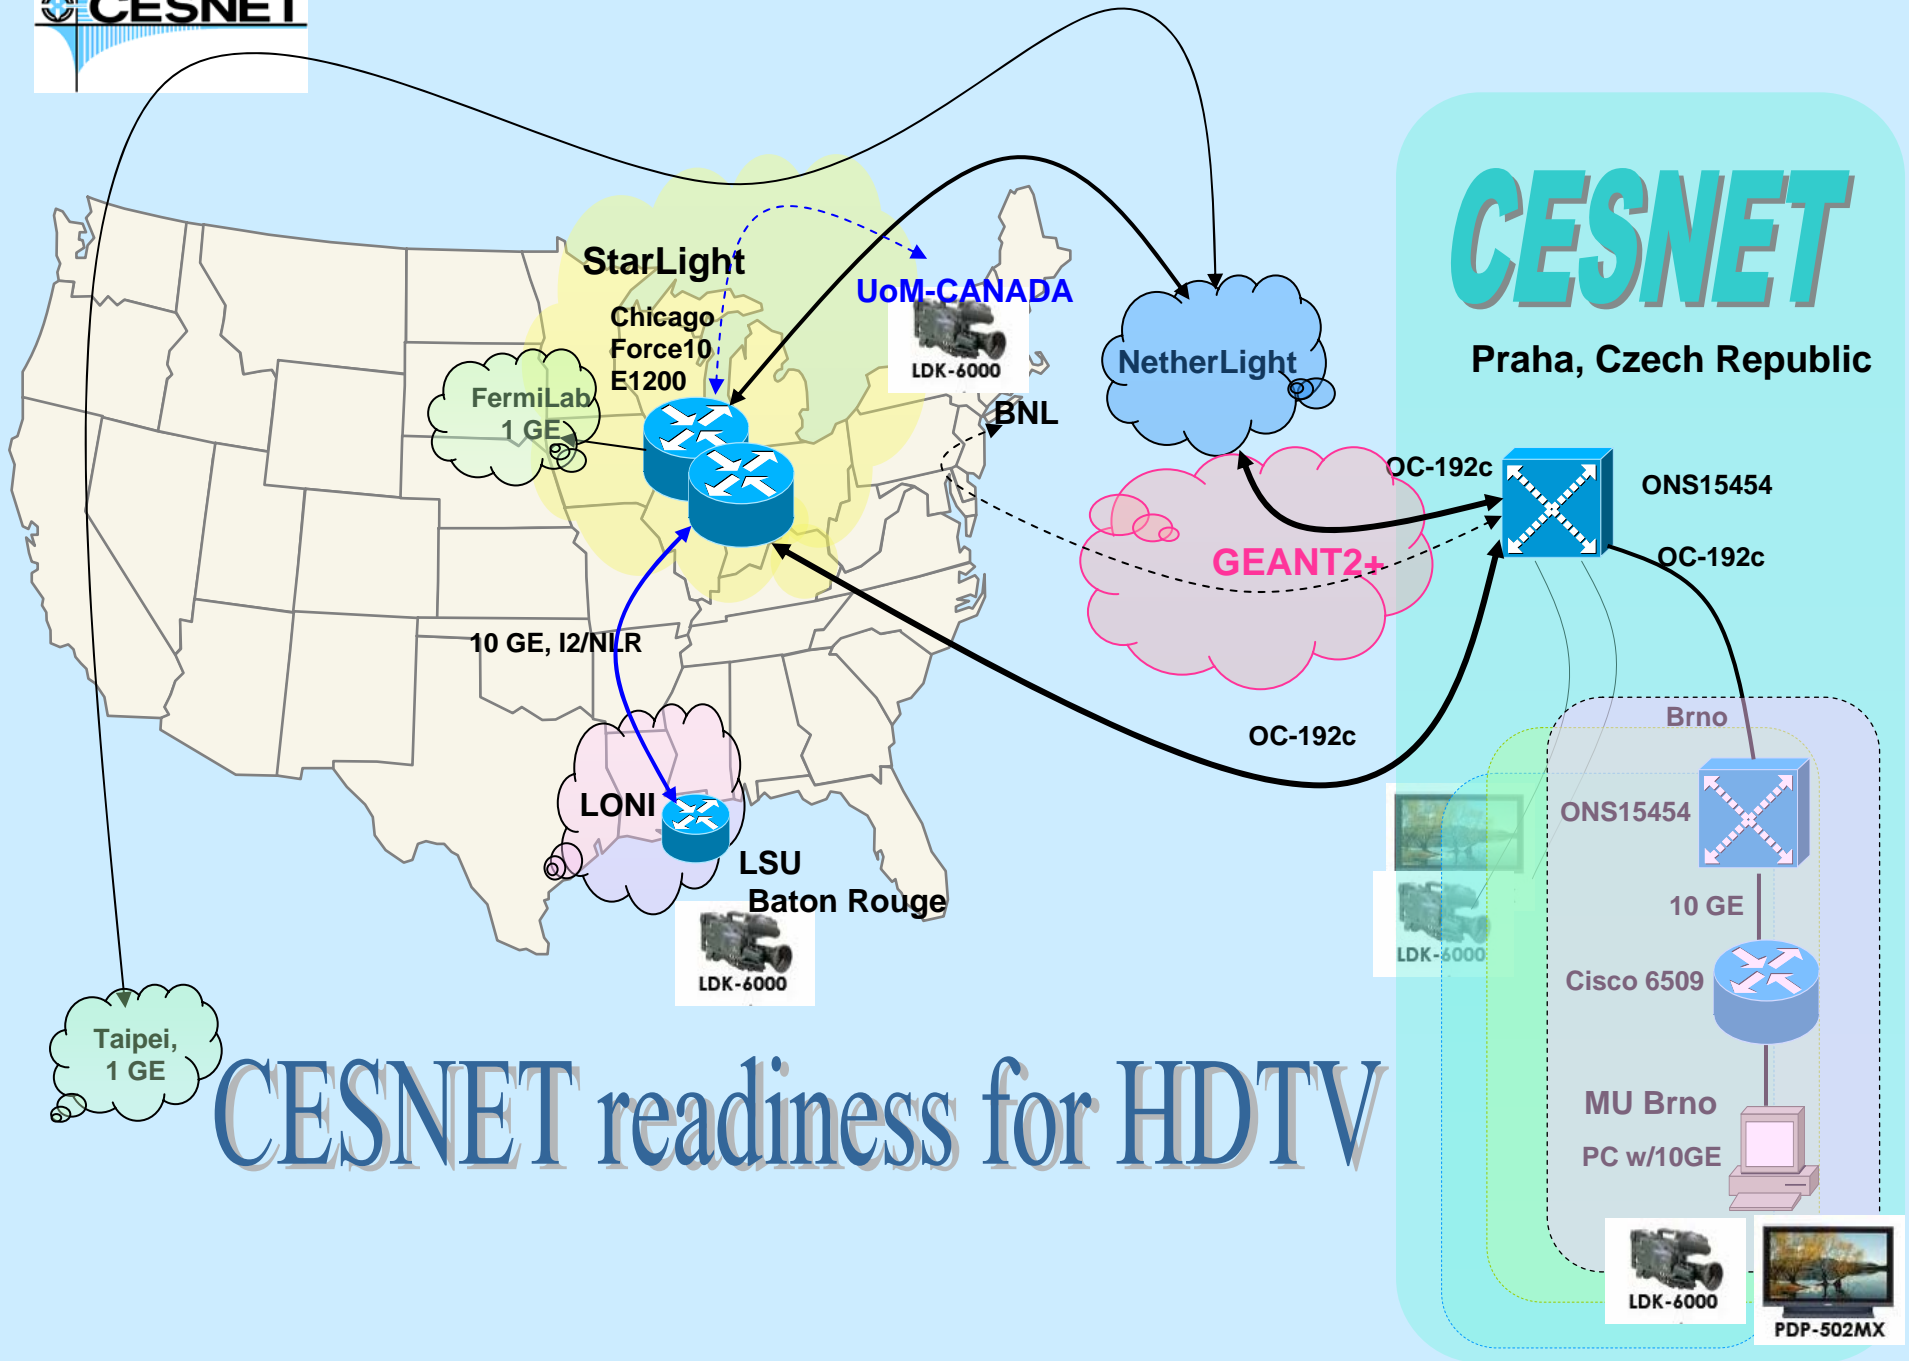 CESNET
CESNET
Praha, Czech Republic
StarLight
Chicago
Force10
E1200
UoM-CANADA
LDK-6000
FermiLab
1 GE
BNL
NetherLight
OC-192c
ONS15454
GEANT2+
OC-192c
10 GE, I2/NLR
OC-192c
Brno
LONI
ONS15454
LSU
Baton Rouge
LDK-6000
LDK-6000
10 GE
Cisco 6509
Taipei,
1 GE
CESNET readiness for HDTV
MU Brno
PC w/10GE
LDK-6000
PDP-502MX